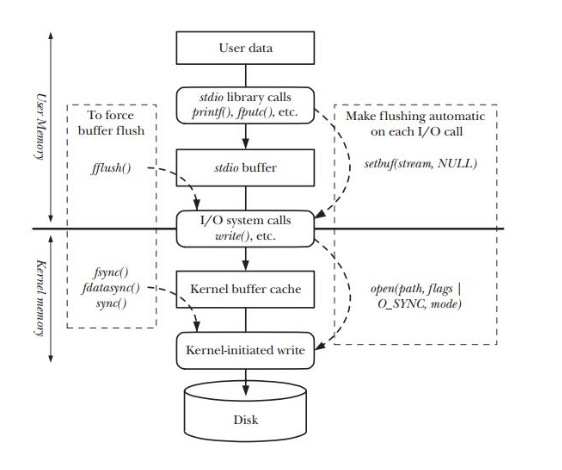 User data
stdio library calls
printf(), fputc(), etc.
stdio buffer
I/O system calls
write(), etc.
Kernel buffer cache
Kernel-initiated write
Disk
User Memory
Kernel memory
To force
buffer flush
fflush()
fsync()
fdatasync()
sync()
Make flushing automatic
on each I/O call
setbuf(stream, NULL)
open(path, flags |
O_SYNC, mode)